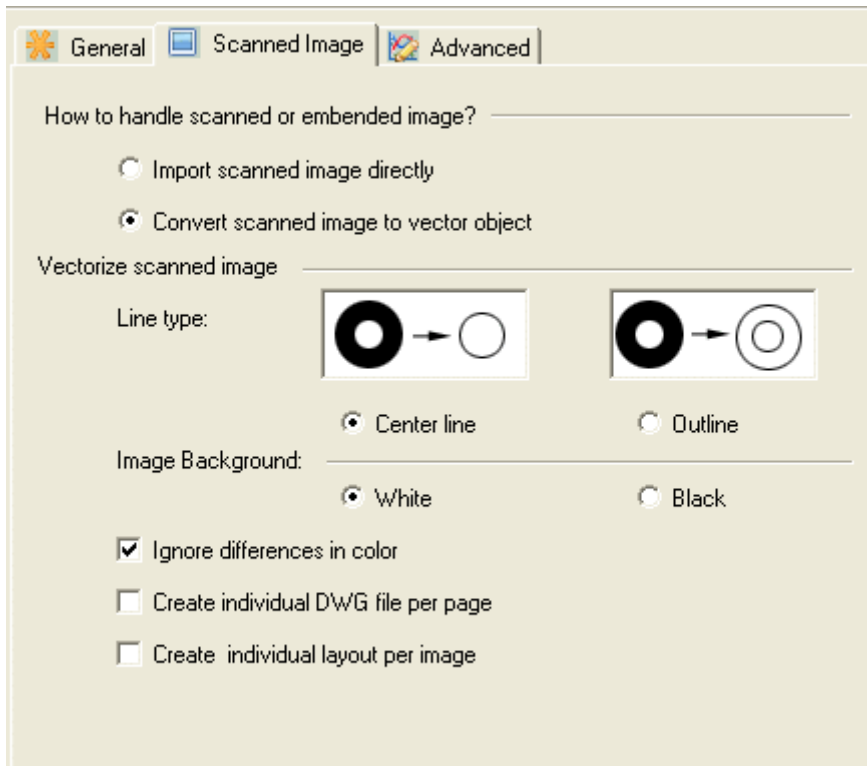 General Scanned Image Advanced
How to handle scanned or embended image?
Import scanned image directly
Convert scanned image to vector object
Vectorize scanned image
Line type:
Center line Outline
Image Background:
White Black
Ignore differences in color
Create individual DWG file per page
Create individual layout per image